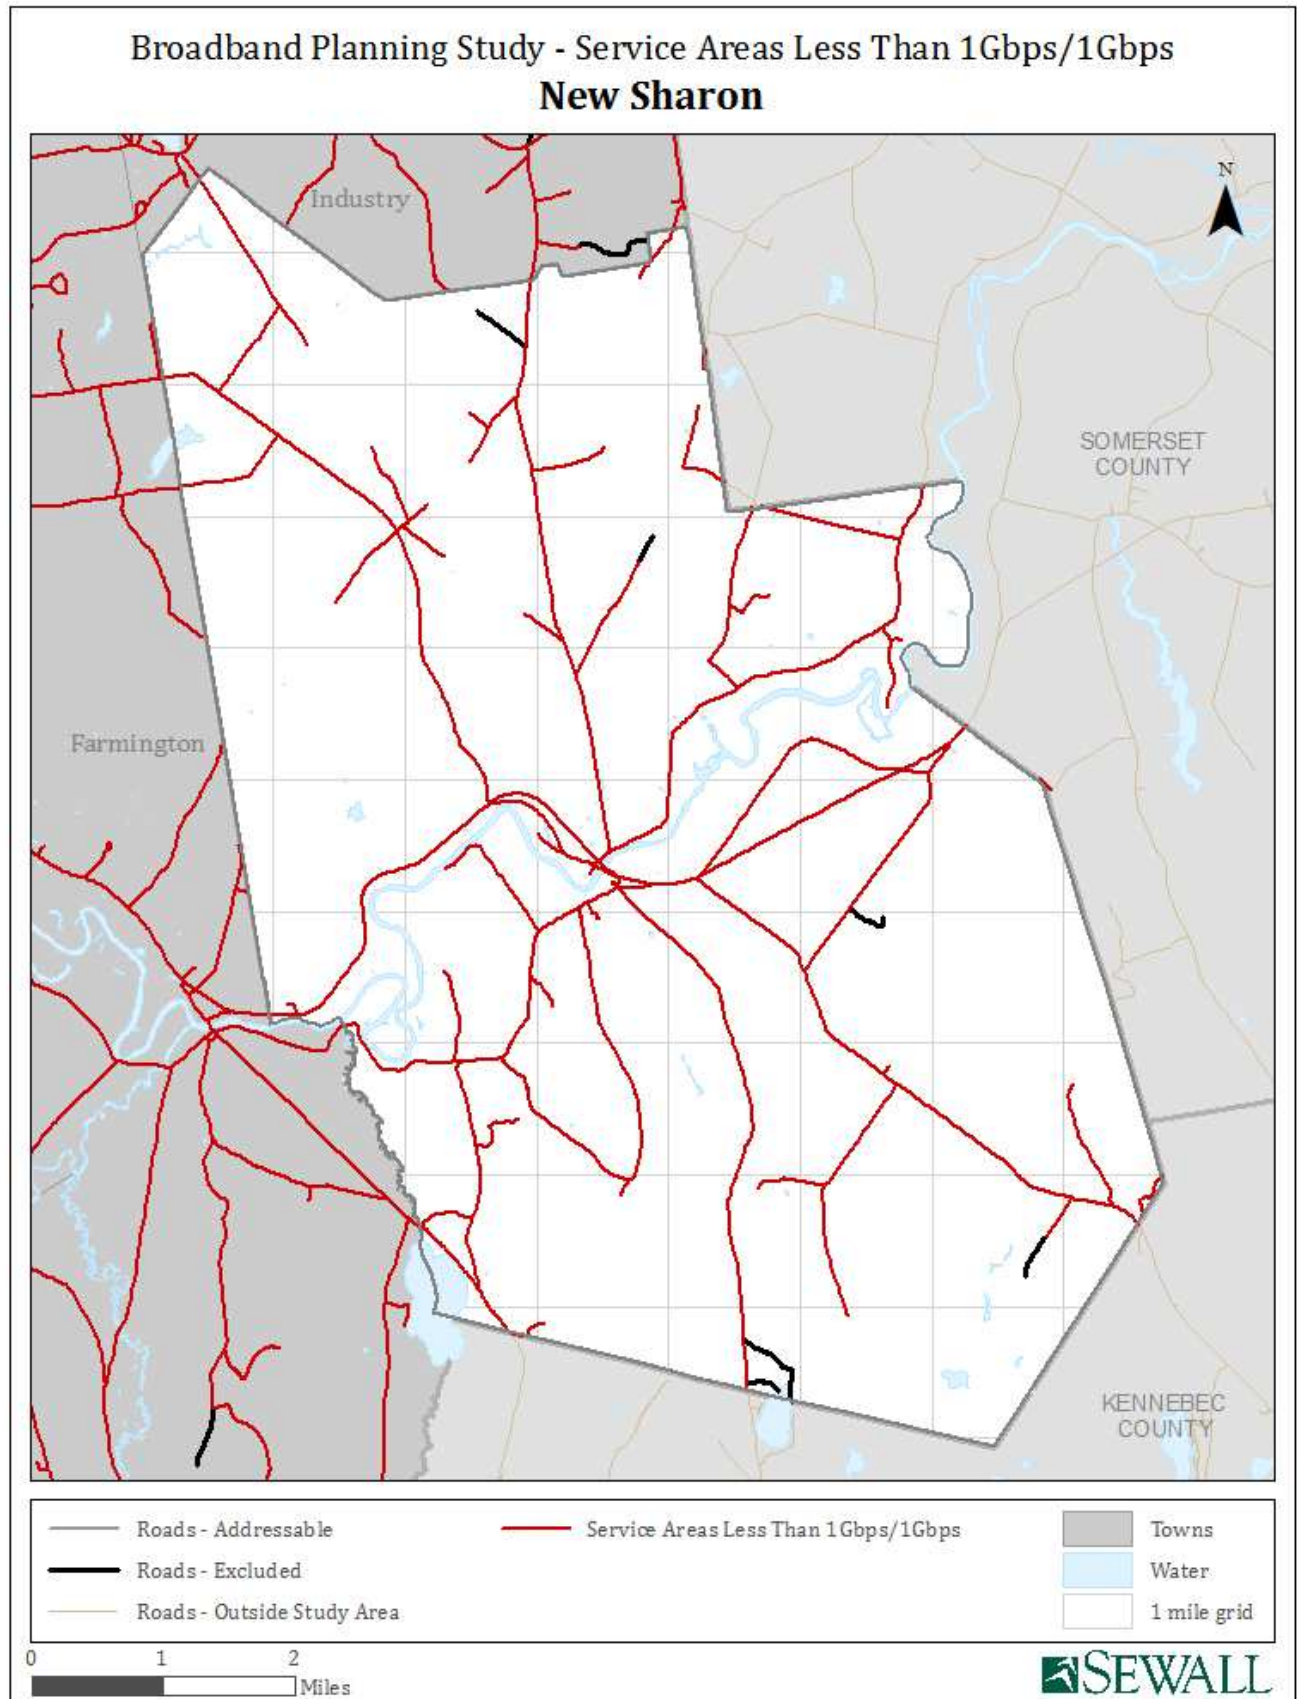 Broadband Planning Study - Service Areas Less Than 1Gbps/1Gbps
New Sharon
N
Industry
SOMERSET
COUNTY
Farmington
KENNEBEC
COUNTY
Roads - Addressable
Service Areas Less Than 1Gbps/1Gbps
Towns
Roads - Excluded
Water
Roads - Outside Study Area
1 mile grid
0 1 2
Miles
SEWALL